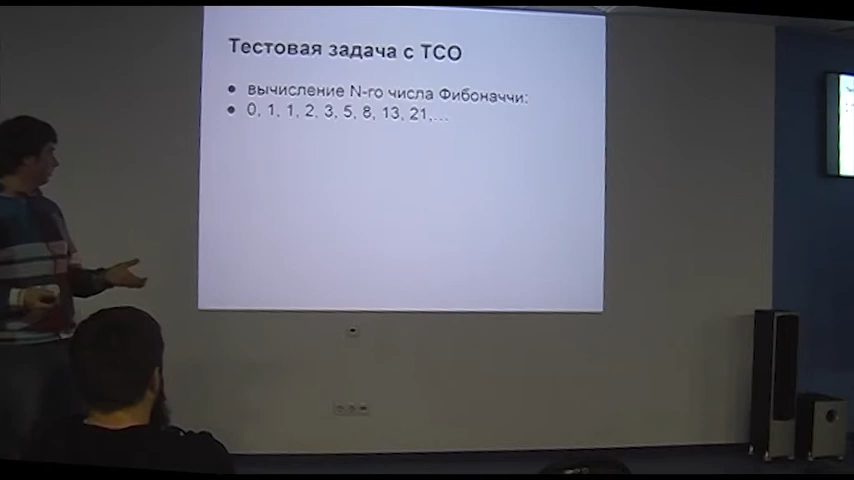 Тестовая задача с TCO
• вычисление N-го числа Фибоначчи:
• 0, 1, 1, 2, 3, 5, 8, 13, 21,...